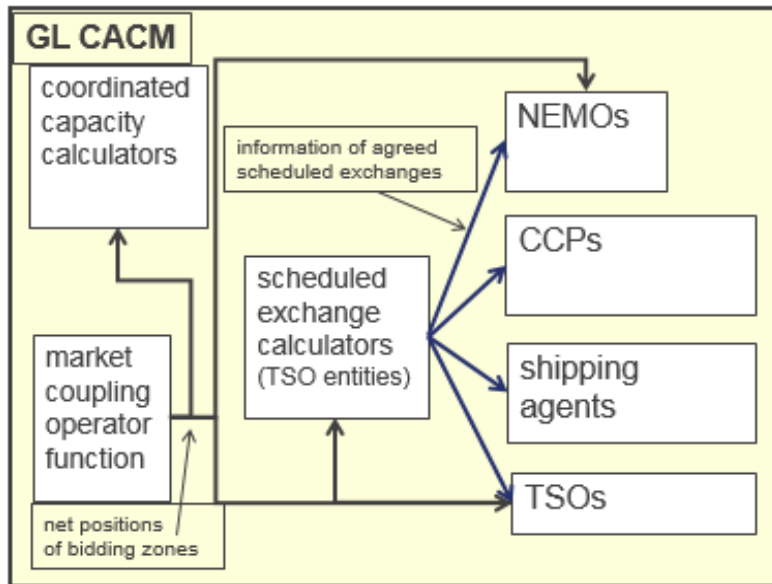 GL CACM
coordinated
capacity
calculators
NEMOs
information of agreed
scheduled exchanges
CCPs
scheduled
exchange
calculators
(TSO entities)
market
coupling
operator
function
shipping
agents
TSOs
net positions
of bidding zones